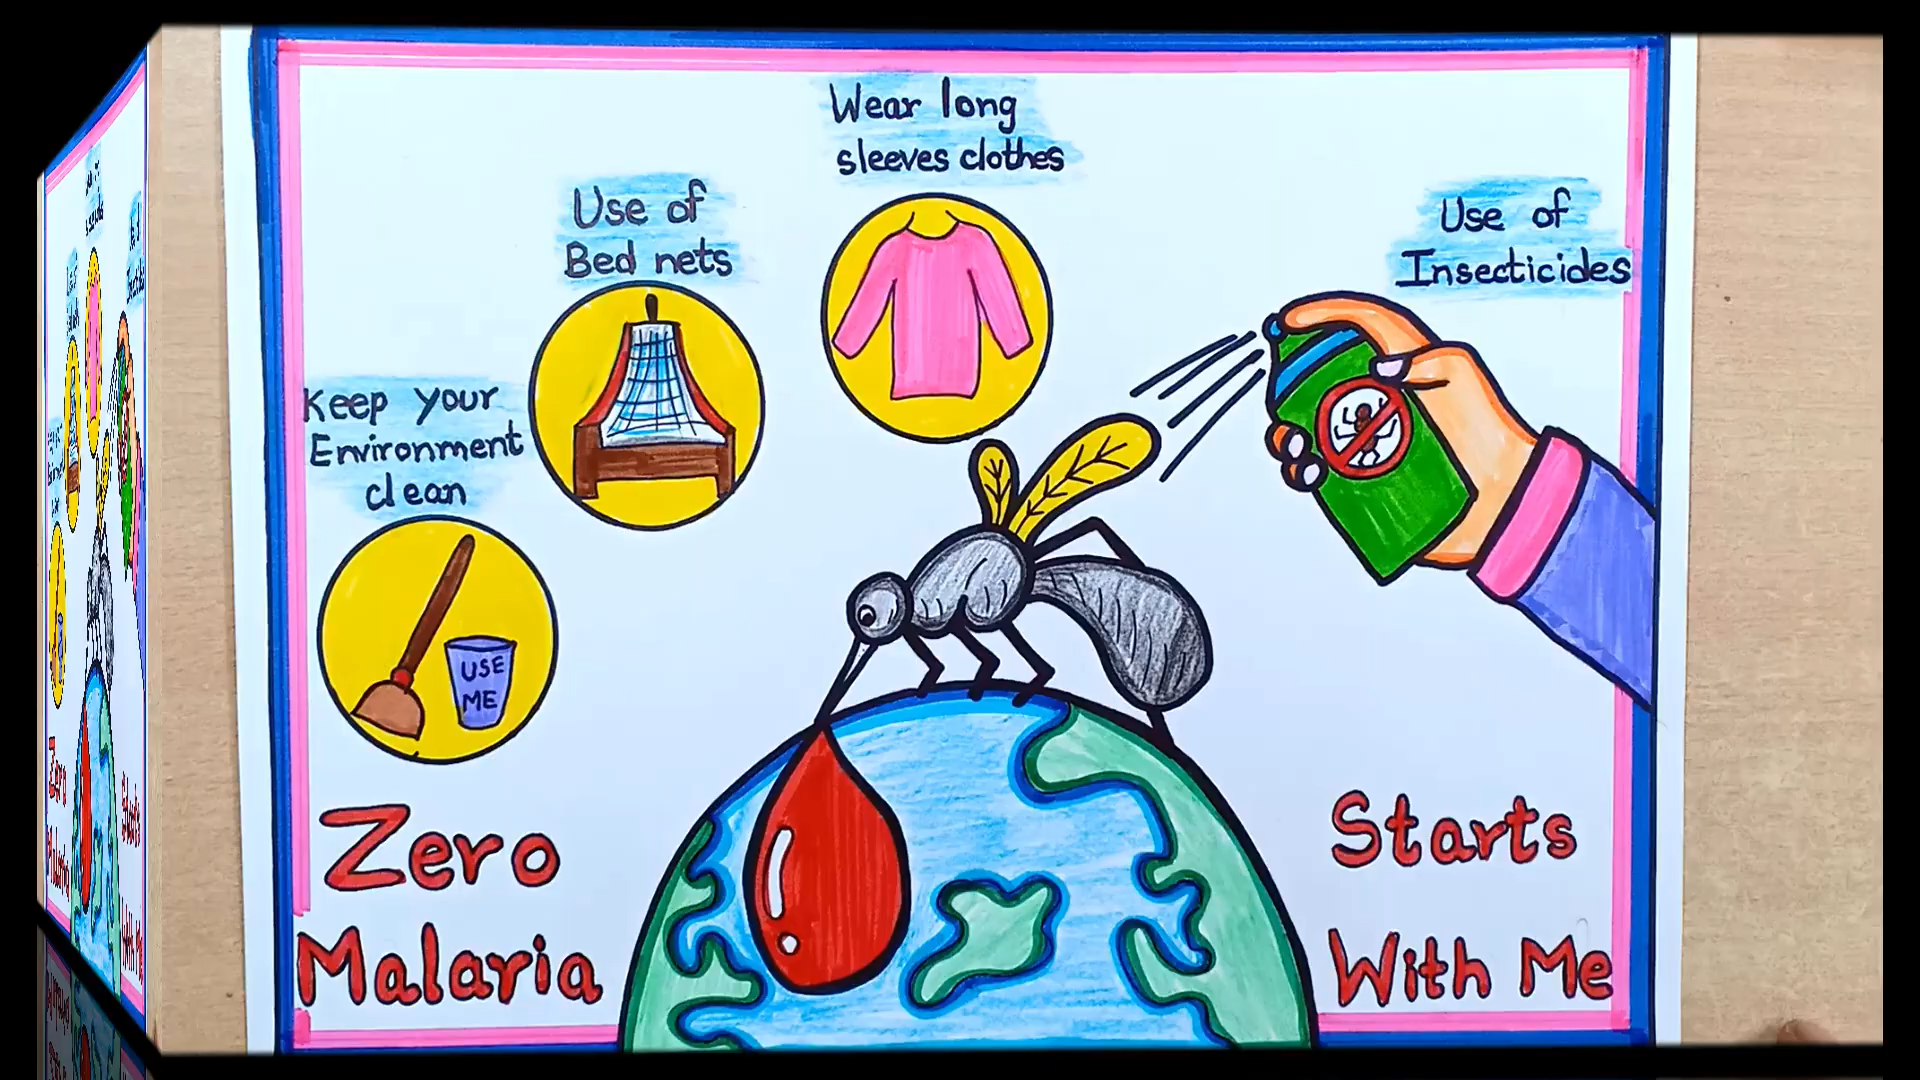 Wear long
sleeves clothes
Use of
Bed nets
Use of
Insecticides
Keep your
Environment
clean
USE
ME
Zero
Malaria
Starts
With Me